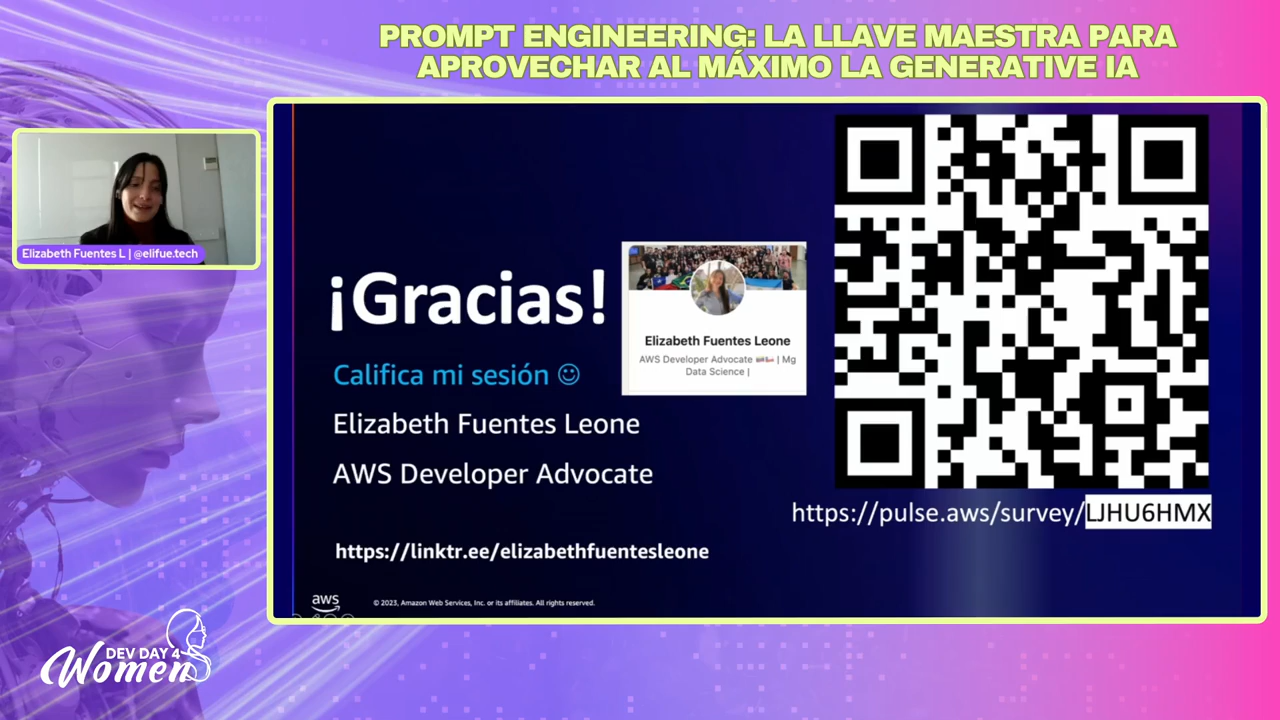 PROMPT ENGINEERING: LA LLAVE MAESTRA PARA
APROVECHAR AL MÁXIMO LA GENERATIVE IA
Elizabeth Fuentes L | @elifue.tech
¡Gracias!
Califica mi sesión ☺
Elizabeth Fuentes Leone
AWS Developer Advocate
https://linktr.ee/elizabethfuentesleone
Elizabeth Fuentes Leone
AWS Developer Advocate 🇨🇱 | Mg
Data Science |
https://pulse.aws/survey/LJHU6HMX
aws
© 2023, Amazon Web Services, Inc. or its affiliates. All rights reserved.
DEV DAY 4
Women